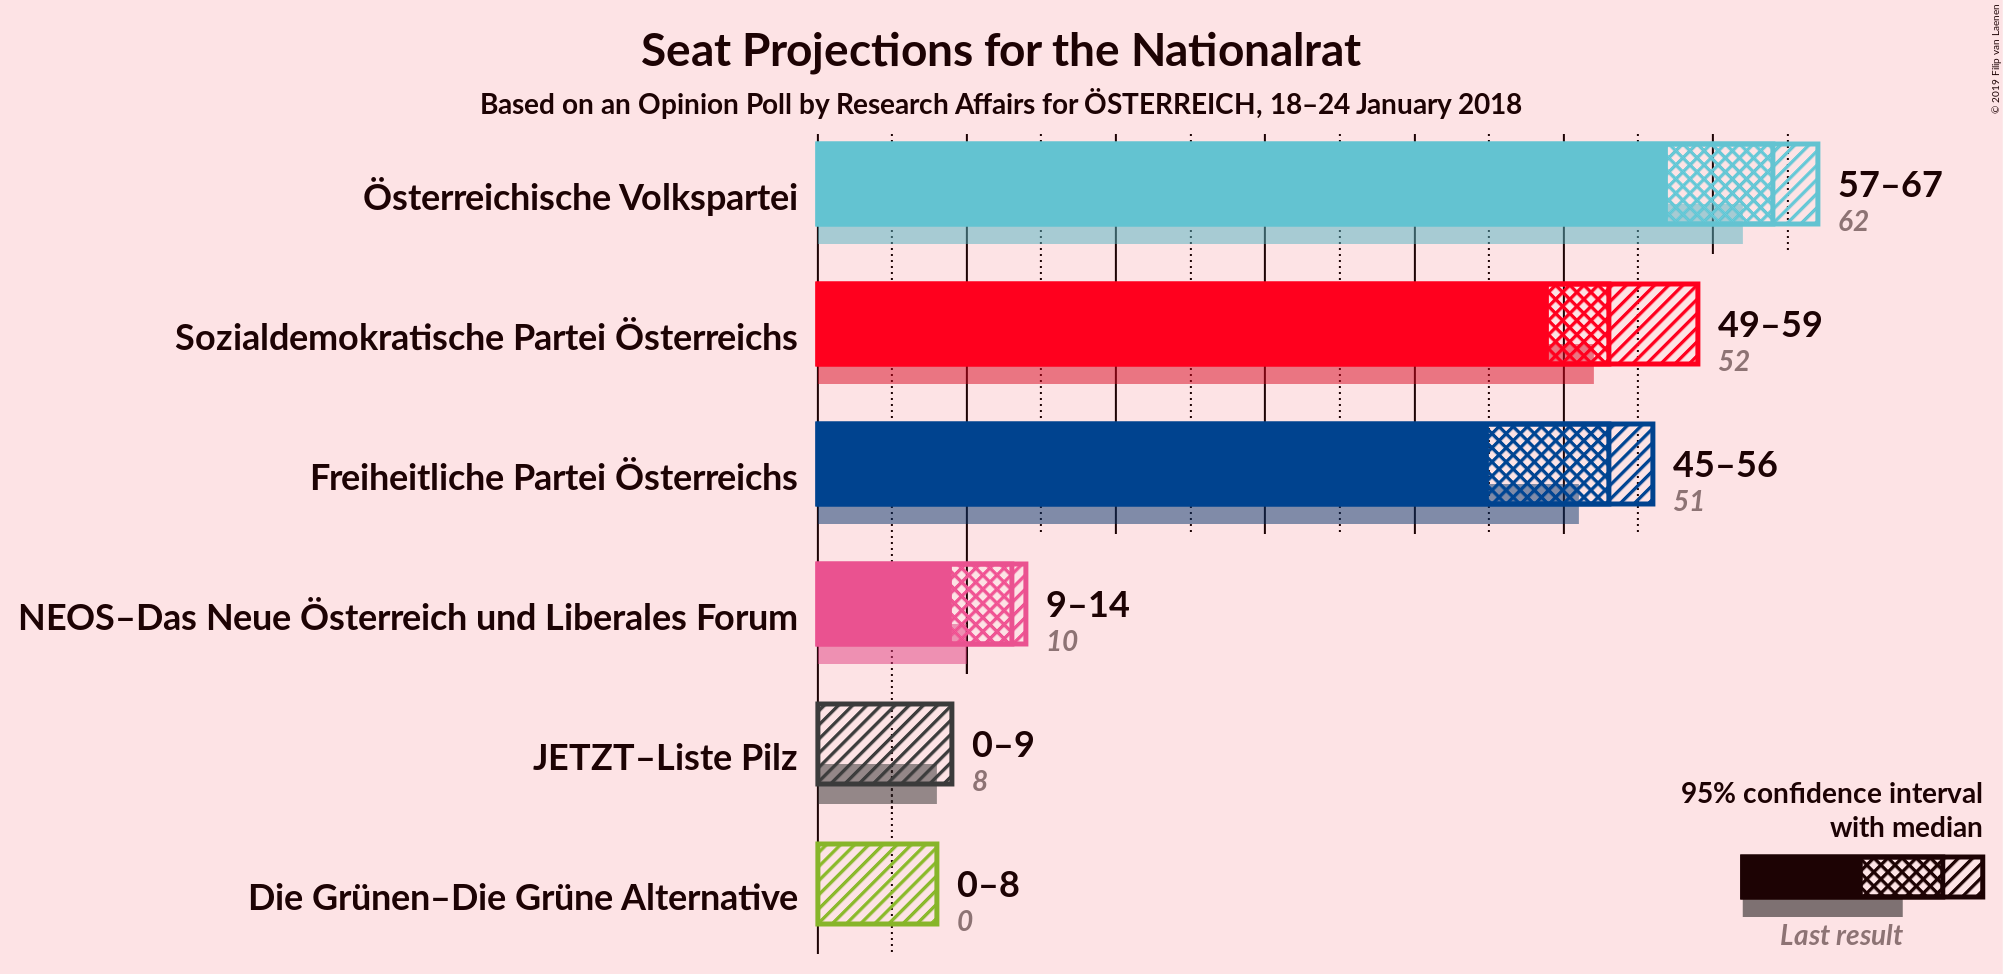 Seat Projections for the Nationalrat
Based on an Opinion Poll by Research Affairs for ÖSTERREICH, 18–24 January 2018
© 2019 Filip van Laenen
Österreichische Volkspartei
57–67
62
Sozialdemokratische Partei Österreichs
49–59
52
Freiheitliche Partei Österreichs
45–56
51
NEOS–Das Neue Österreich und Liberales Forum
9–14
10
JETZT–Liste Pilz
0–9
8
Die Grünen–Die Grüne Alternative
0–8
0
95% confidence interval
with median
Last result